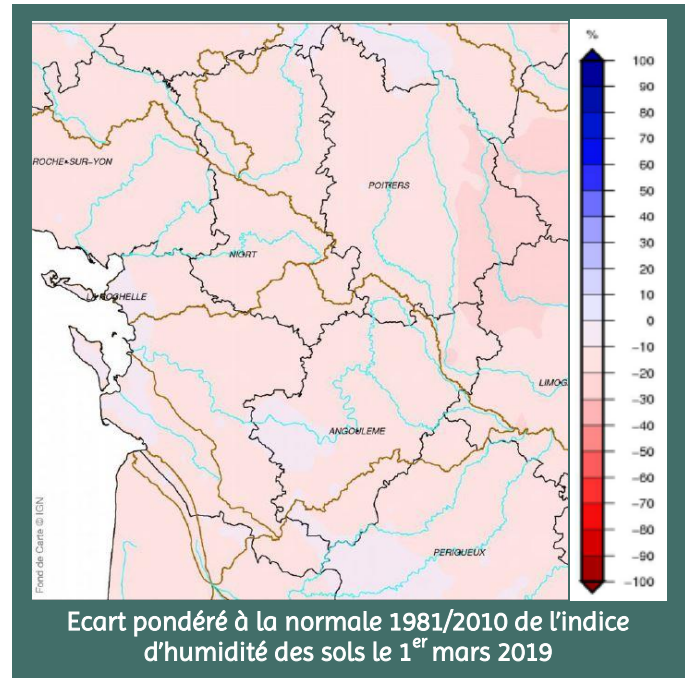 %
100
90
80
70
60
50
40
30
20
10
0
−10
−20
−30
−40
−50
−60
−70
−80
−90
−100
ROCHE-SUR-YON
POITIERS
NIORT
LA ROCHELLE
LIMOG
ANGOULEME
PERIGUEUX
Fond de Carte © IGN
Ecart pondéré à la normale 1981/2010 de l'indice
d'humidité des sols le 1er mars 2019